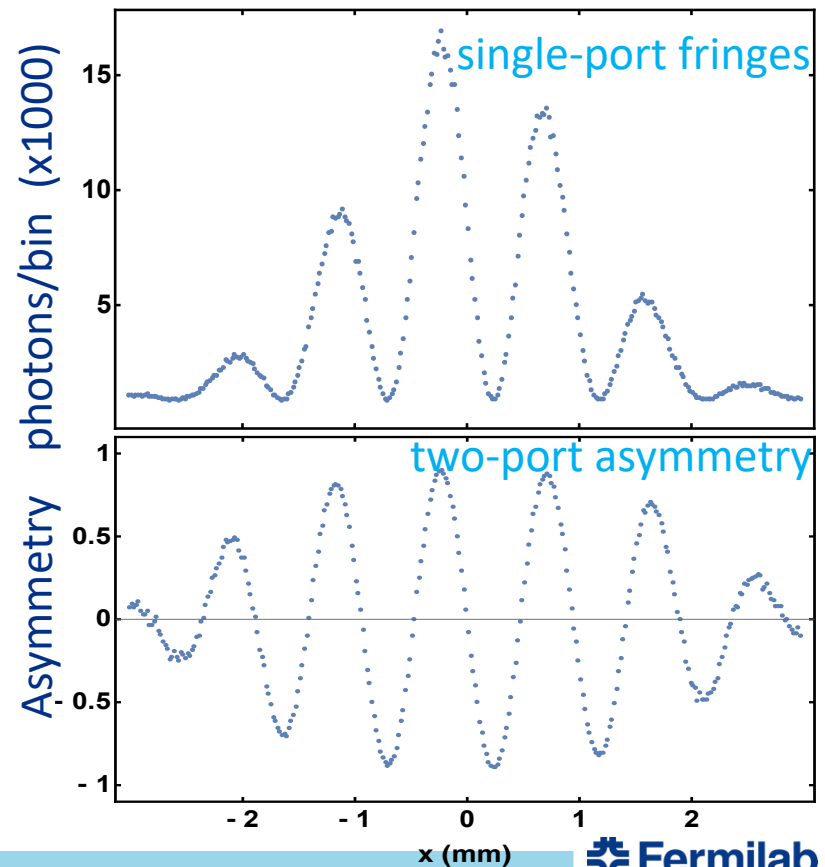 photons/bin (x1000)
15
10
5
single-port fringes
Asymmetry
1
0.5
0
- 0.5
- 1
two-port asymmetry
- 2 - 1 0 1 2
x (mm)
Fermilab